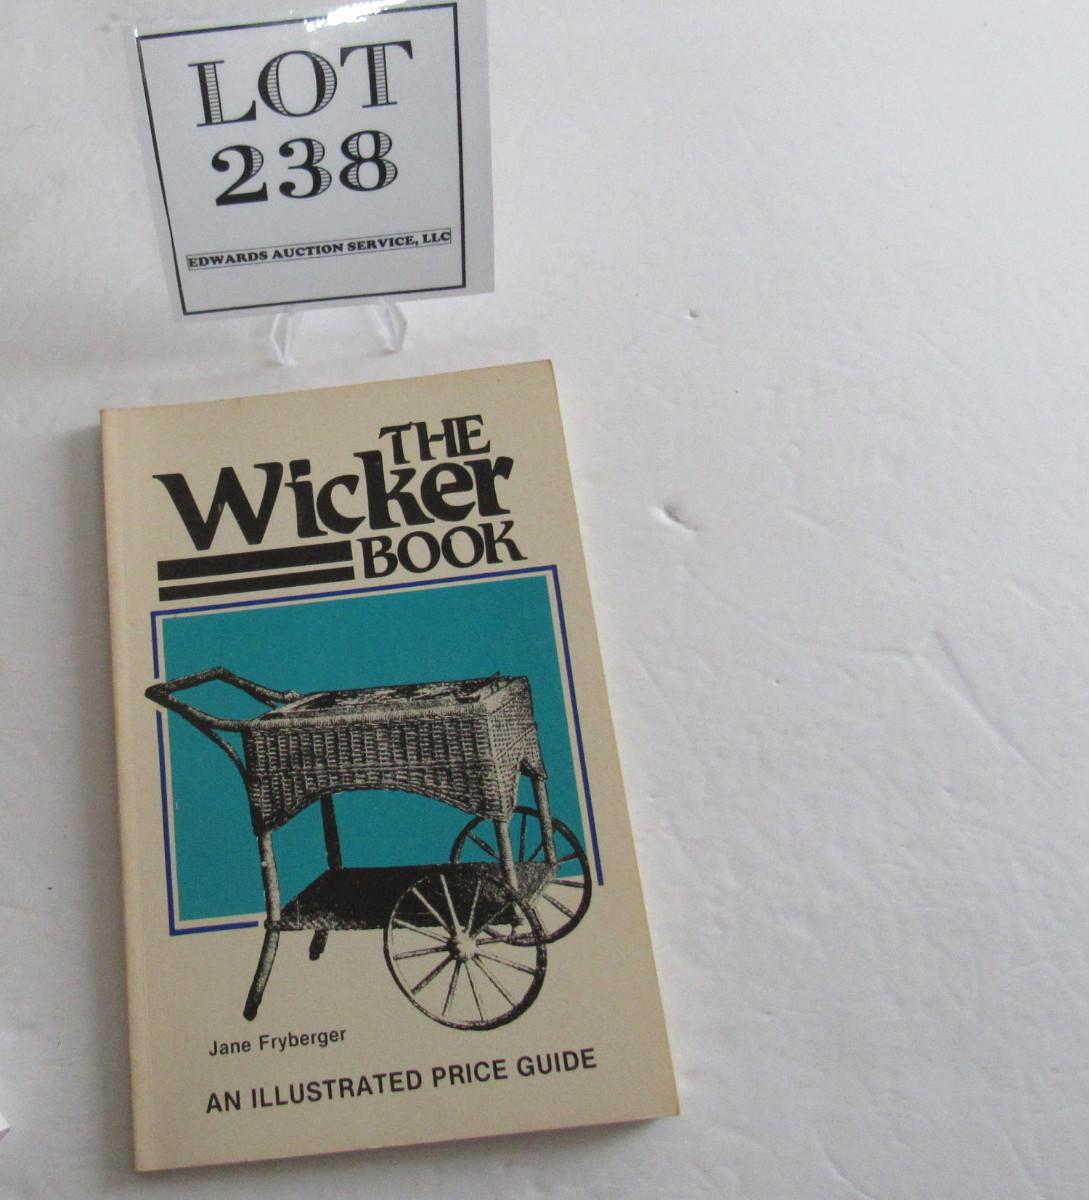 LOT
238
EDWARDS AUCTION SERVICE, LLC
THE
Wicker
BOOK
Jane Fryberger
AN ILLUSTRATED PRICE GUIDE